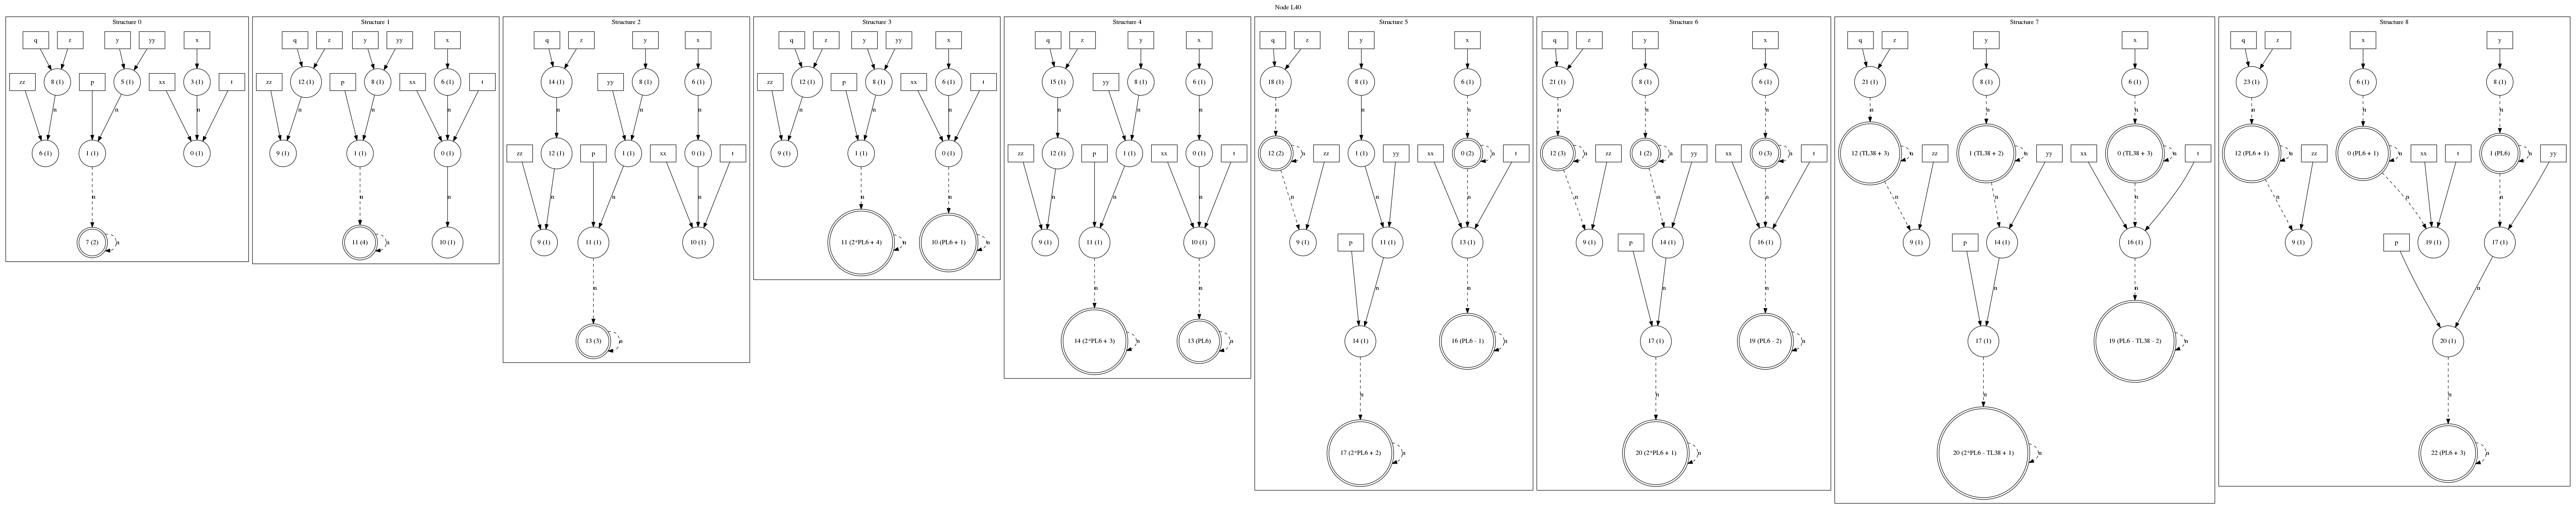 Node L40
Structure 0
q
z
y
yy
x
zz
8 (1)
p
5 (1)
xx
3 (1)
t
n
n
n
6 (1)
1 (1)
0 (1)
n
7 (2)
n
Structure 1
q
z
y
yy
x
zz
12 (1)
p
8 (1)
xx
6 (1)
t
n
n
n
9 (1)
1 (1)
0 (1)
n
n
11 (4)
n
10 (1)
Structure 2
q
z
y
x
14 (1)
yy
8 (1)
6 (1)
n
n
n
zz
12 (1)
p
1 (1)
xx
0 (1)
t
n
n
n
9 (1)
11 (1)
10 (1)
n
13 (3)
n
Structure 3
q
z
y
yy
x
zz
12 (1)
p
8 (1)
xx
6 (1)
t
n
n
n
9 (1)
1 (1)
0 (1)
n
n
11 (2*PL6 + 4)
n
10 (PL6 + 1)
n
Structure 4
q
z
y
x
15 (1)
yy
8 (1)
6 (1)
n
n
n
zz
12 (1)
p
1 (1)
xx
0 (1)
t
n
n
n
9 (1)
11 (1)
10 (1)
n
n
14 (2*PL6 + 3)
n
13 (PL6)
n
Structure 5
q
z
y
x
18 (1)
8 (1)
6 (1)
n
n
n
12 (2)
n
zz
1 (1)
yy
xx
0 (2)
n
t
n
n
n
9 (1)
p
11 (1)
13 (1)
n
n
14 (1)
16 (PL6 - 1)
n
n
17 (2*PL6 + 2)
n
Structure 6
q
z
y
x
21 (1)
8 (1)
6 (1)
n
n
n
12 (3)
n
zz
1 (2)
n
yy
xx
0 (3)
n
t
n
n
n
9 (1)
p
14 (1)
16 (1)
n
n
17 (1)
19 (PL6 - 2)
n
n
20 (2*PL6 + 1)
n
Structure 7
q
z
y
x
21 (1)
8 (1)
6 (1)
n
n
n
12 (TL38 + 3)
n
zz
1 (TL38 + 2)
n
yy
xx
0 (TL38 + 3)
n
t
n
n
n
9 (1)
p
14 (1)
16 (1)
n
n
17 (1)
19 (PL6 - TL38 - 2)
n
n
20 (2*PL6 - TL38 + 1)
n
Structure 8
q
z
x
y
23 (1)
6 (1)
8 (1)
n
n
n
12 (PL6 + 1)
n
zz
0 (PL6 + 1)
n
xx
t
1 (PL6)
n
yy
n
n
n
9 (1)
p
19 (1)
17 (1)
n
20 (1)
n
22 (PL6 + 3)
n